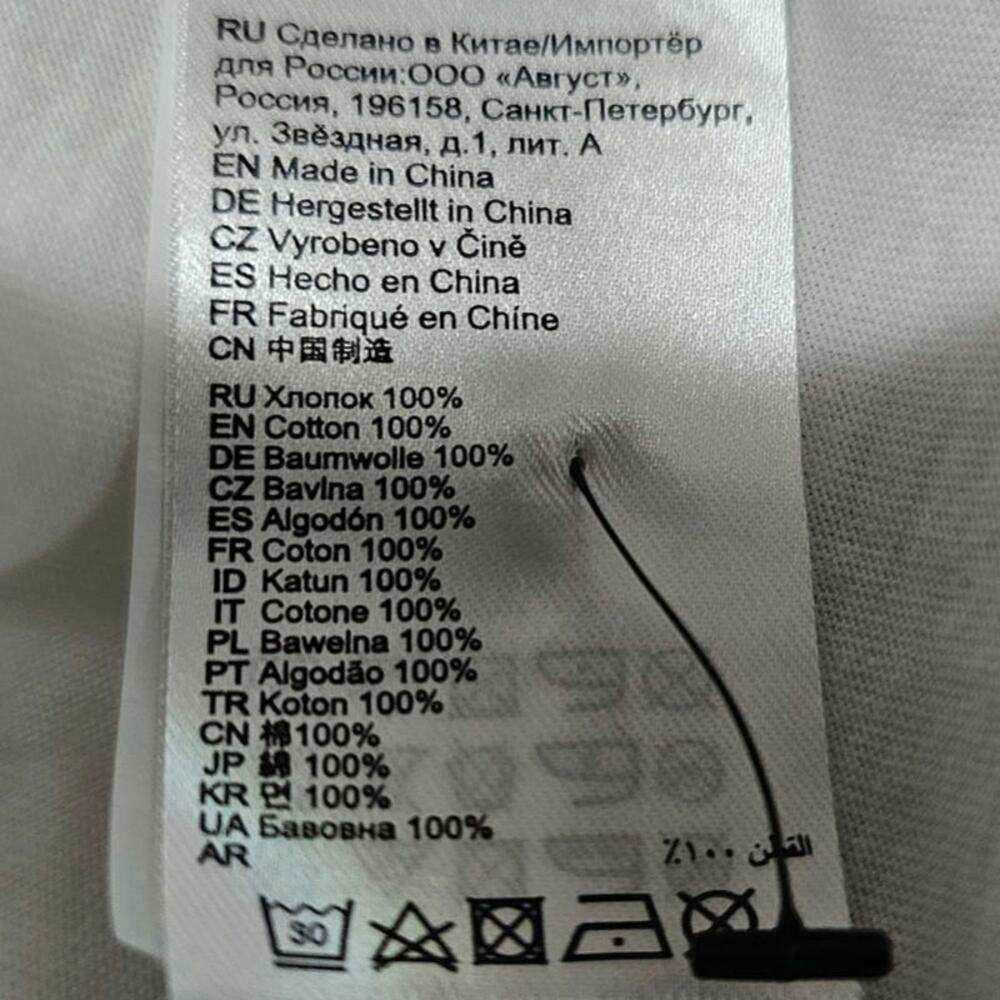 RU Сделано в Китае/Импортёр
для России:ООО «Август»,
Россия, 196158, Санкт-Петербург,
ул. Звёздная, д.1, лит. А
EN Made in China
DE Hergestellt in China
CZ Vyrobeno v Čině
ES Hecho en China
FR Fabriqué en Chine
CN 中国制造
RU Хлопок 100%
EN Cotton 100%
DE Baumwolle 100%
CZ Bavlna 100%
ES Algodón 100%
FR Coton 100%
ID Katun 100%
IT Cotone 100%
PL Bawełna 100%
PT Algodão 100%
TR Koton 100%
CN 棉100%
JP 綿 100%
KR 면 100%
UA Бавовна 100%
AR القطن ١٠٠٪
30